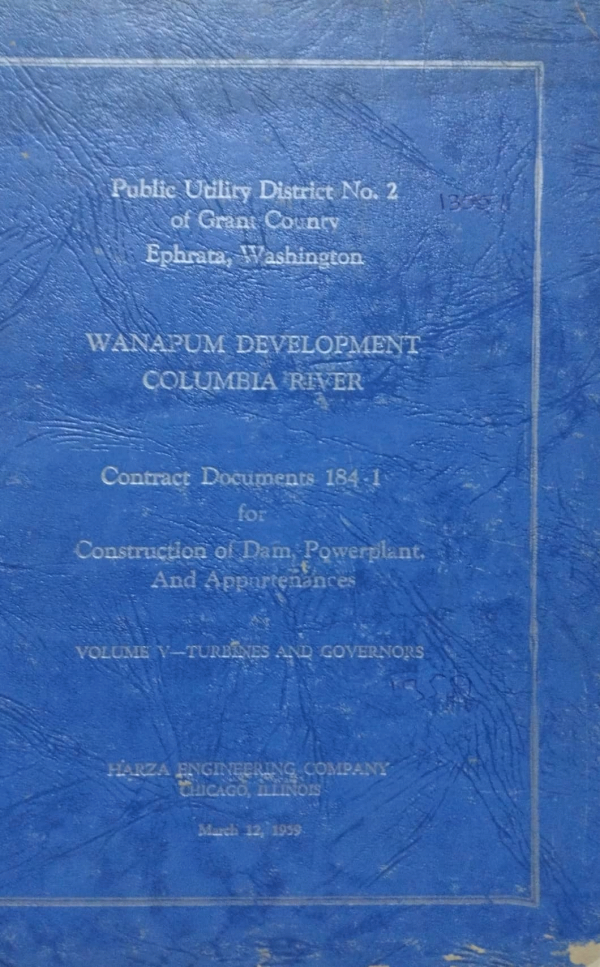 Public Utility District No. 2
of Grant County
Ephrata, Washington
WANAPUM DEVELOPMENT
COLUMBIA RIVER
Contract Documents 184-1
for
Construction of Dam, Powerplant,
And Appurtenances
VOLUME V—TURBINES AND GOVERNORS
HARZA ENGINEERING COMPANY
CHICAGO, ILLINOIS
March 12, 1959